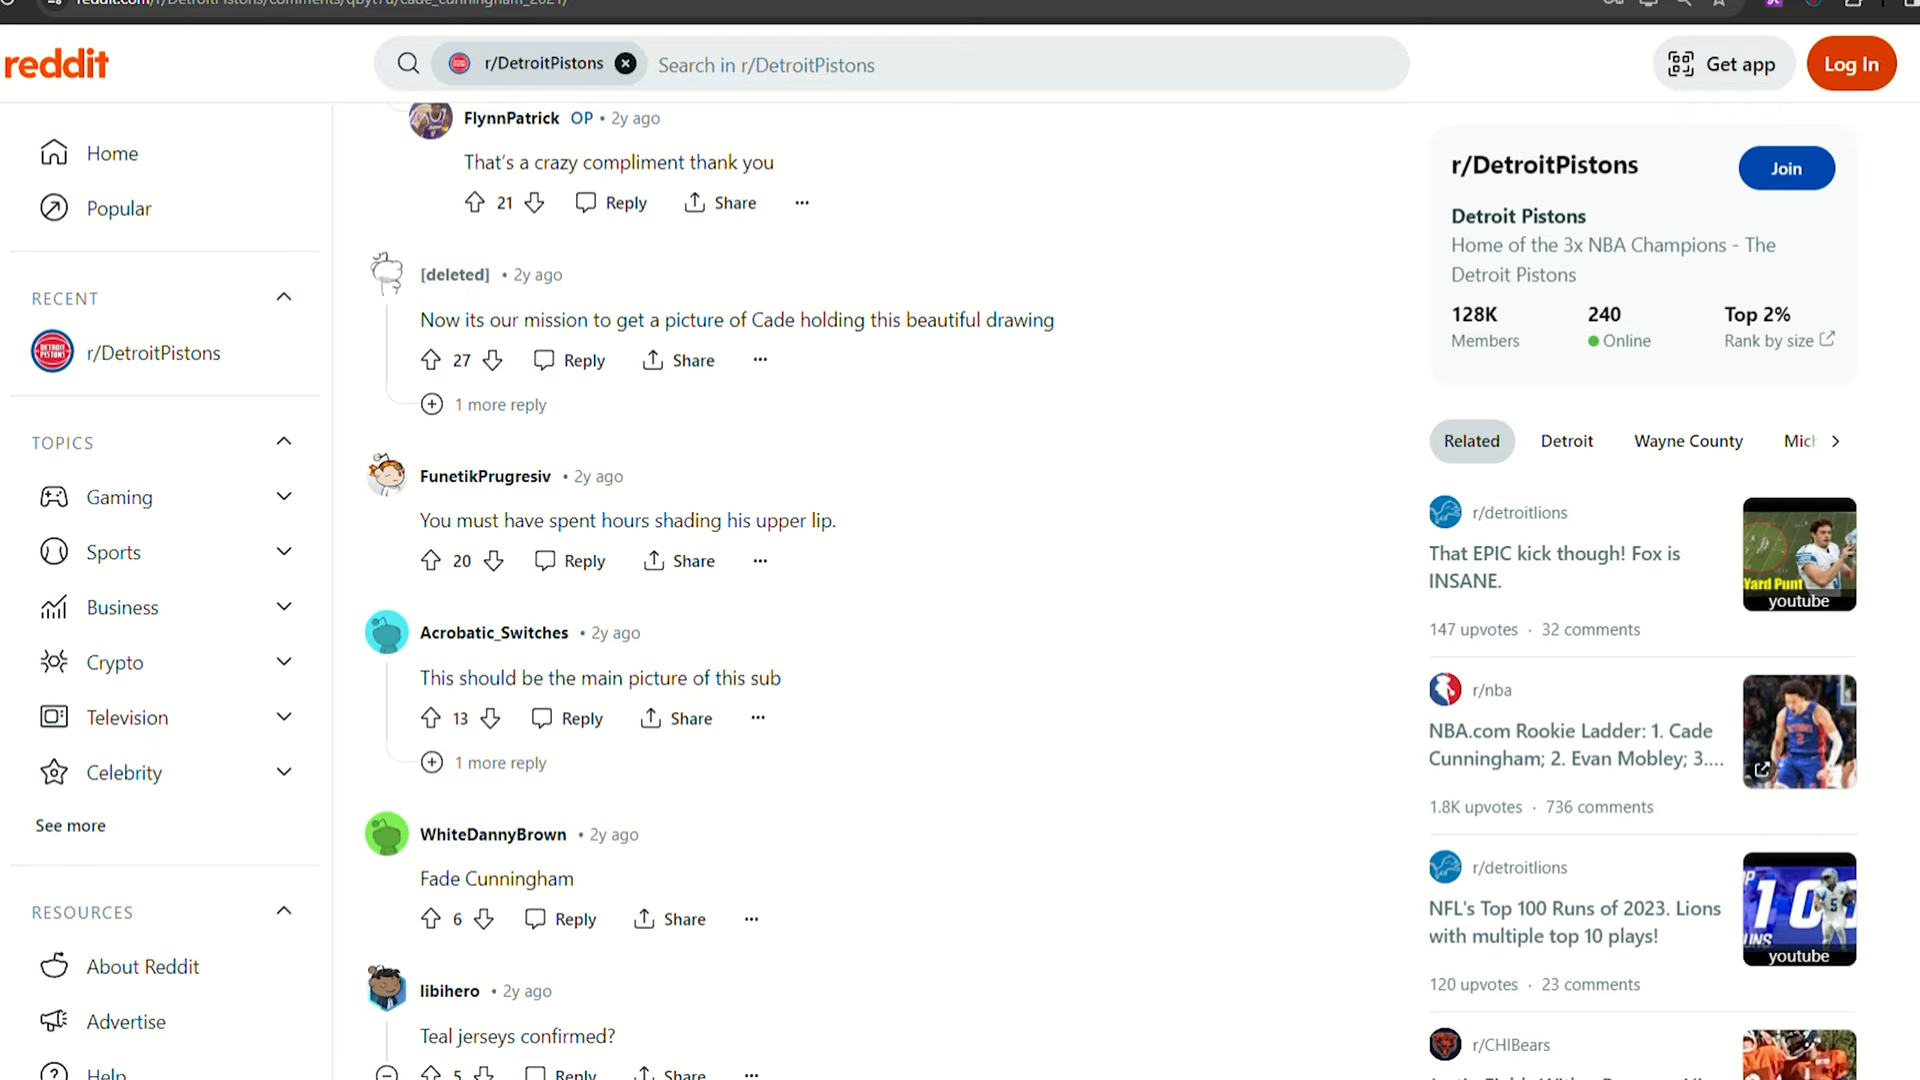 reddit
r/DetroitPistons
Search in r/DetroitPistons
Get app
Log In
Home
Popular
RECENT
r/DetroitPistons
TOPICS
Gaming
Sports
Business
Crypto
Television
Celebrity
See more
RESOURCES
About Reddit
Advertise
Help
FlynnPatrick OP • 2y ago
That's a crazy compliment thank you
21 Reply Share
[deleted] • 2y ago
Now its our mission to get a picture of Cade holding this beautiful drawing
27 Reply Share
1 more reply
FunetikPrugresiv • 2y ago
You must have spent hours shading his upper lip.
20 Reply Share
Acrobatic_Switches • 2y ago
This should be the main picture of this sub
13 Reply Share
1 more reply
WhiteDannyBrown • 2y ago
Fade Cunningham
6 Reply Share
libihero • 2y ago
Teal jerseys confirmed?
5 Reply Share
r/DetroitPistons
Join
Detroit Pistons
Home of the 3x NBA Champions - The
Detroit Pistons
128K 240 Top 2%
Members Online Rank by size
Related Detroit Wayne County Mich
r/detroitlions
That EPIC kick though! Fox is
INSANE.
Yard Punt
youtube
147 upvotes · 32 comments
r/nba
NBA.com Rookie Ladder: 1. Cade
Cunningham; 2. Evan Mobley; 3....
1.8K upvotes · 736 comments
r/detroitlions
NFL's Top 100 Runs of 2023. Lions
with multiple top 10 plays!
youtube
120 upvotes · 23 comments
r/CHIBears